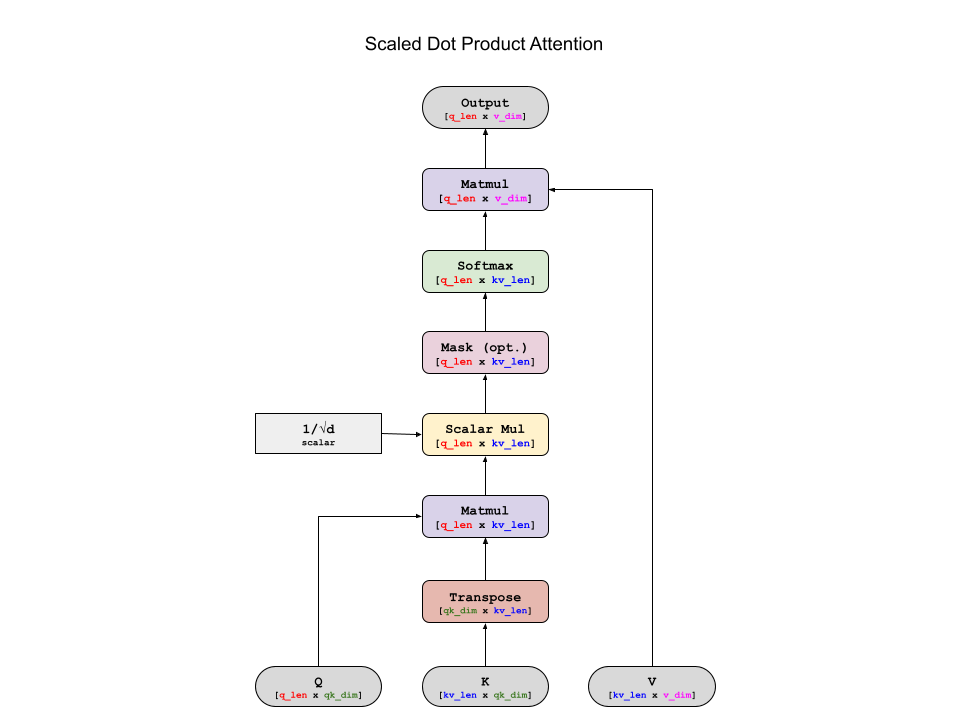 Scaled Dot Product Attention
Output
[q_len x v_dim]
Matmul
[q_len x v_dim]
Softmax
[q_len x kv_len]
Mask (opt.)
[q_len x kv_len]
1/√d
scalar
Scalar Mul
[q_len x kv_len]
Matmul
[q_len x kv_len]
Transpose
[qk_dim x kv_len]
Q
[q_len x qk_dim]
K
[kv_len x qk_dim]
V
[kv_len x v_dim]